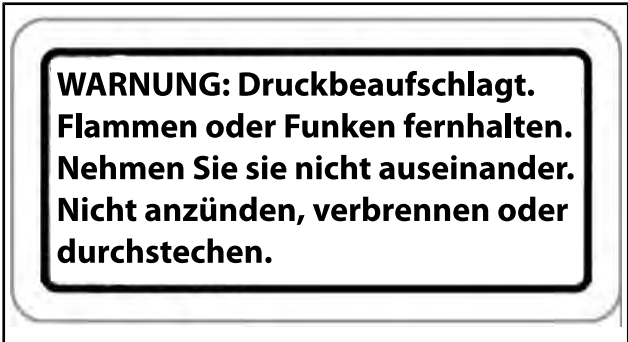 WARNUNG: Druckbeaufschlagt.
Flammen oder Funken fernhalten.
Nehmen Sie sie nicht auseinander.
Nicht anzünden, verbrennen oder
durchstechen.